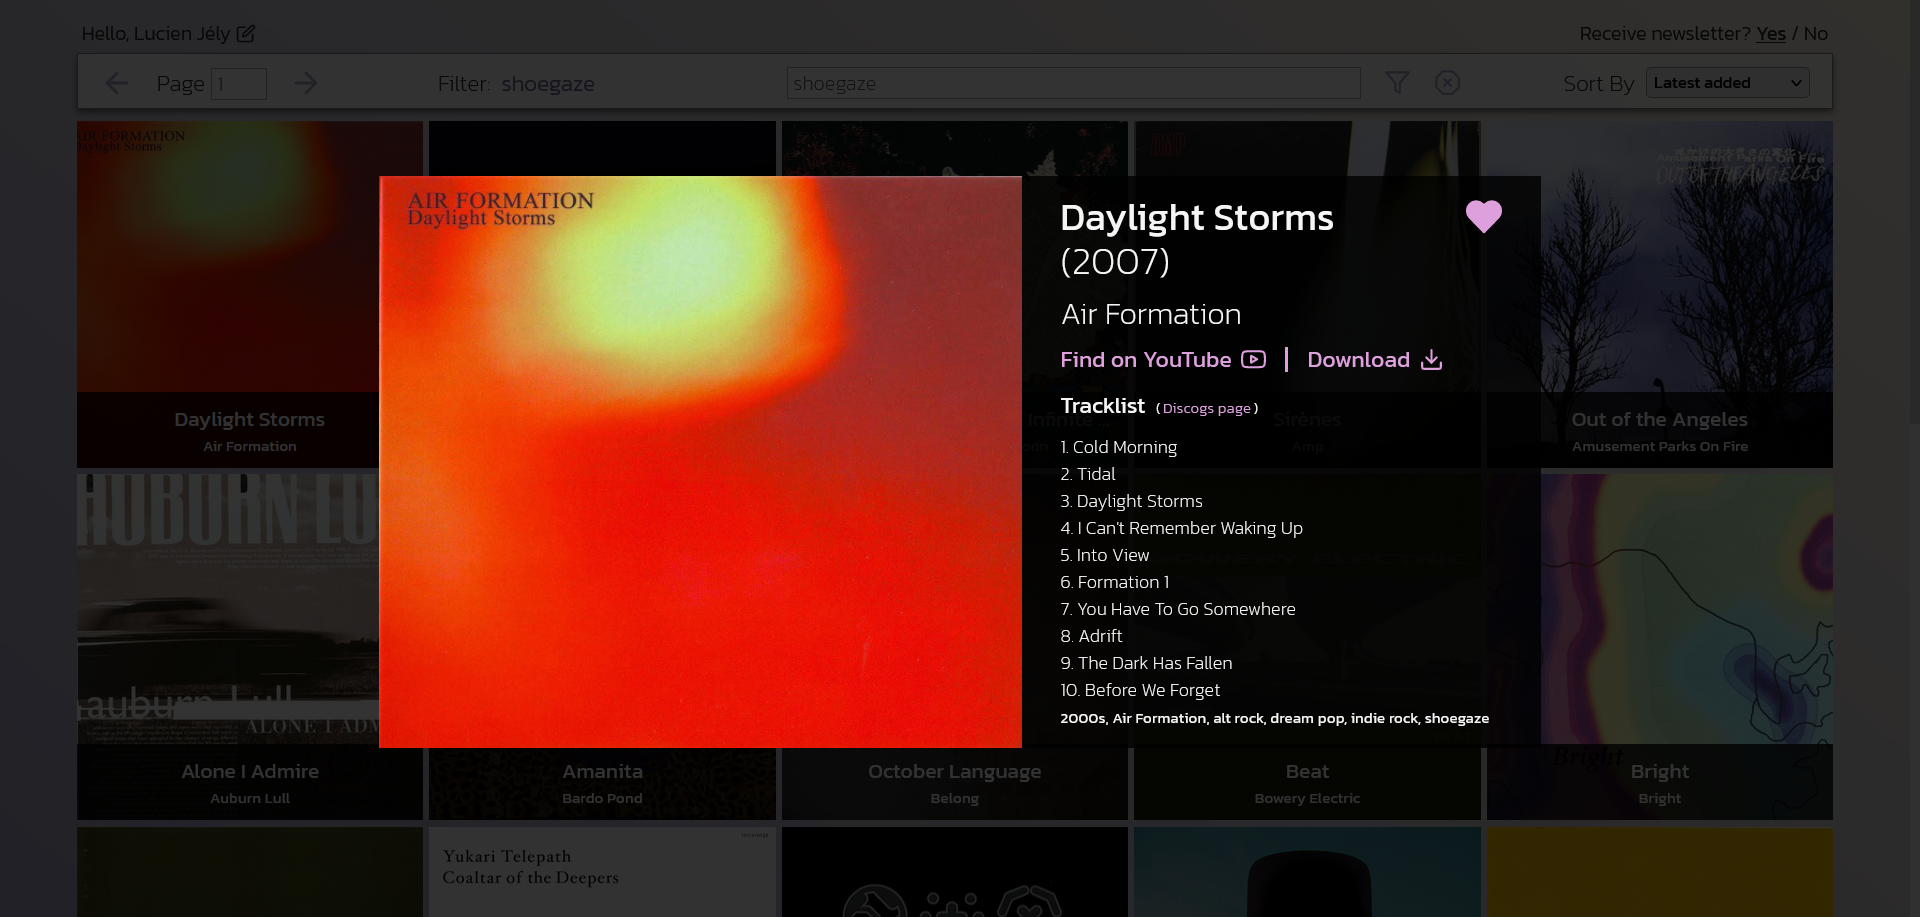 Hello, Lucien Jély
Receive newsletter? Yes / No
Page 1
Filter: shoegaze
shoegaze
Sort By
Latest added
AIR FORMATION
Daylight Storms
Daylight Storms
Air Formation
Infinite ...
Sirènes
Amp
Amusement Parks On Fire
OUT OF THE ANGELES
Out of the Angeles
Amusement Parks On Fire
AIR FORMATION
Daylight Storms
Daylight Storms
(2007)
Air Formation
Find on YouTube | Download
Tracklist (Discogs page)
1. Cold Morning
2. Tidal
3. Daylight Storms
4. I Can't Remember Waking Up
5. Into View
6. Formation 1
7. You Have To Go Somewhere
8. Adrift
9. The Dark Has Fallen
10. Before We Forget
2000s, Air Formation, alt rock, dream pop, indie rock, shoegaze
AUBURN LU
auburn Lull
ALONE I ADM
Alone I Admire
Auburn Lull
Amanita
Bardo Pond
October Language
Belong
Beat
Bowery Electric
Bright
Bright
Bright
Yukari Telepath
Coaltar of the Deepers